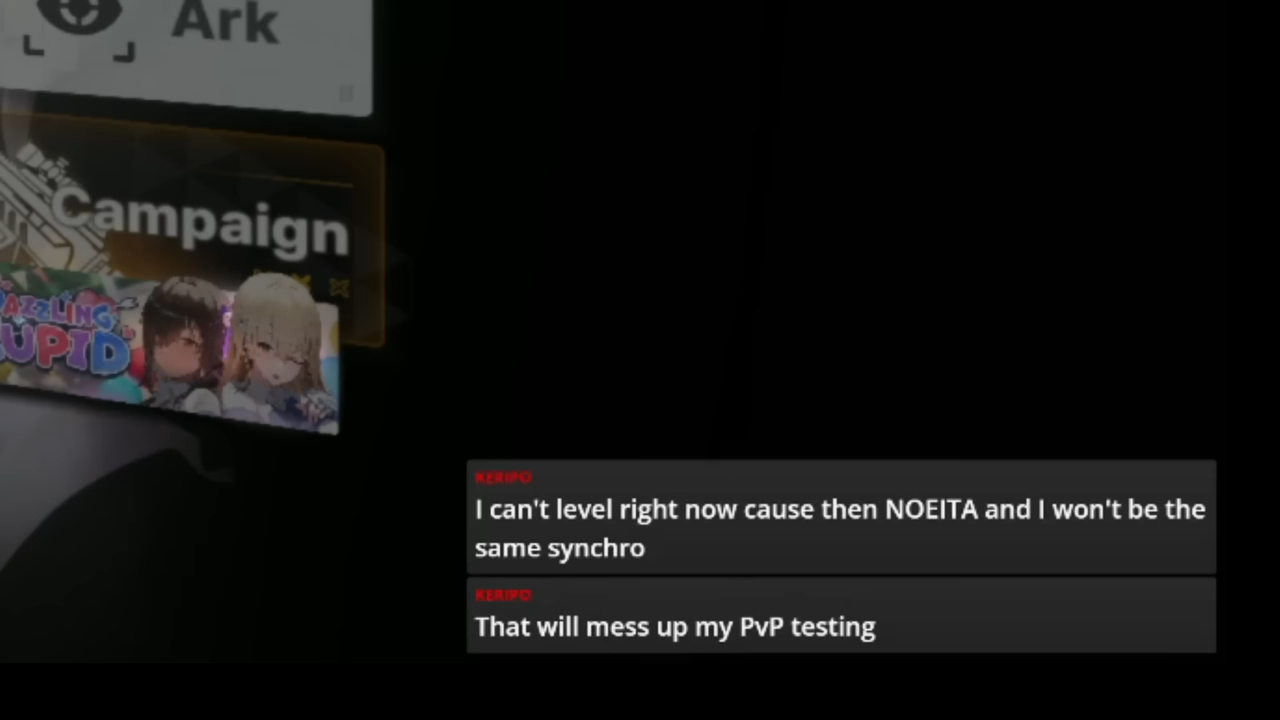 Ark
Campaign
AZZLING
UPID
KERIPO
I can't level right now cause then NOEITA and I won't be the
same synchro
KERIPO
That will mess up my PvP testing